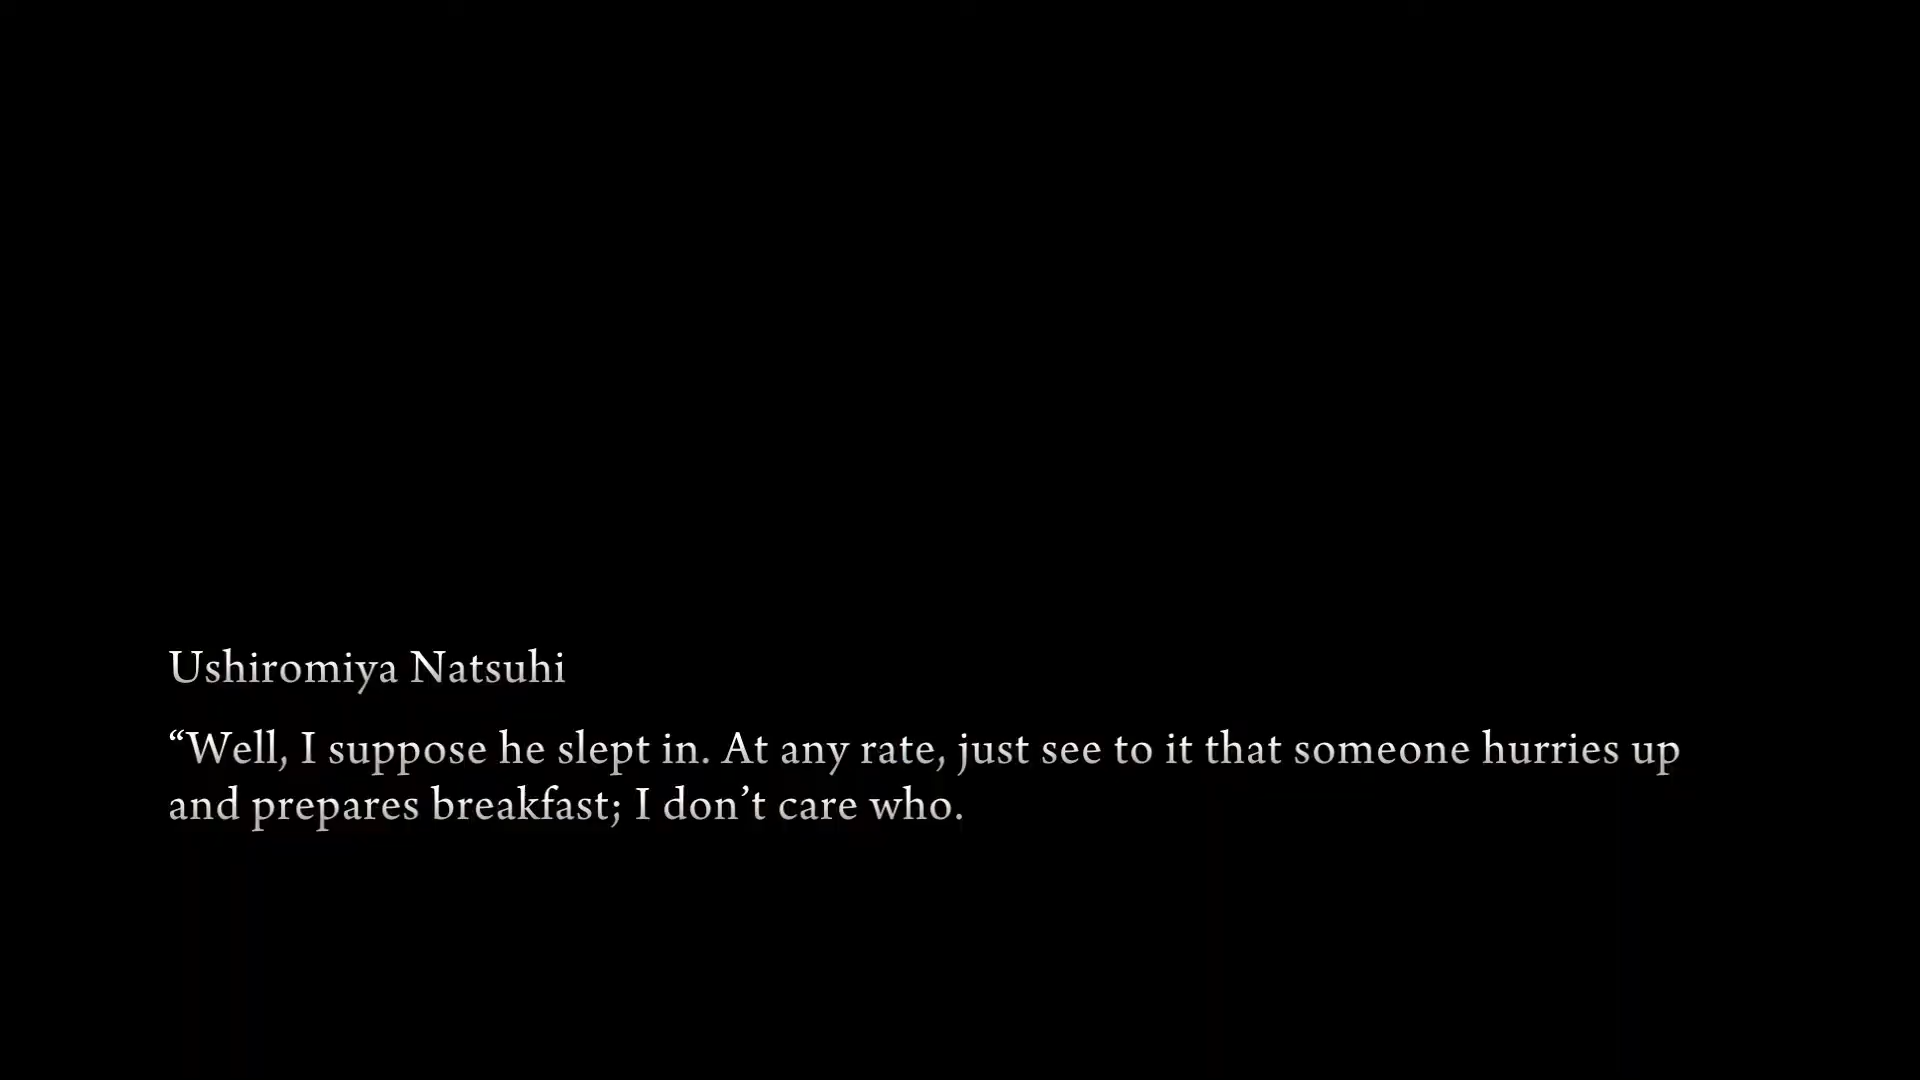 Ushiromiya Natsuhi
“Well, I suppose he slept in. At any rate, just see to it that someone hurries up
and prepares breakfast; I don’t care who.